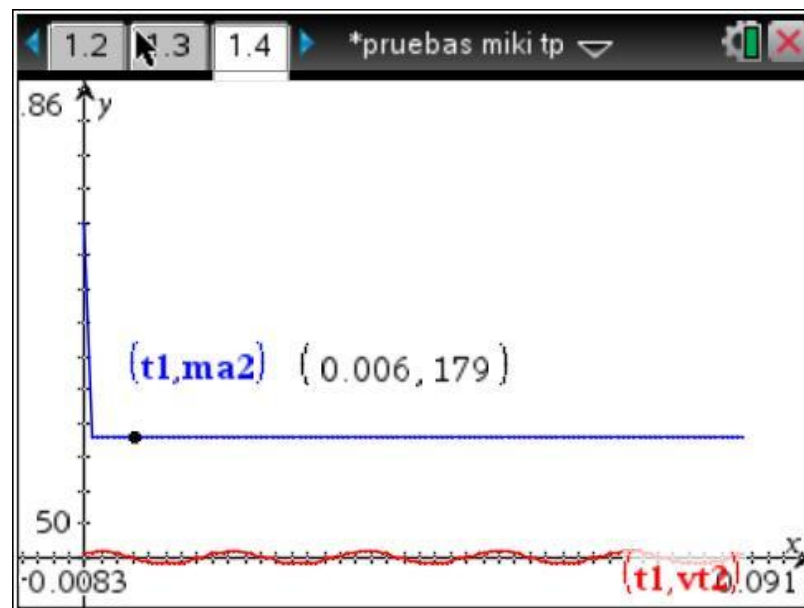 1.2 1.3 1.4 *pruebas miki tp
.86 y
(t1,ma2) (0.006, 179)
50
x
-0.0083 (t1,vt2) 0.091